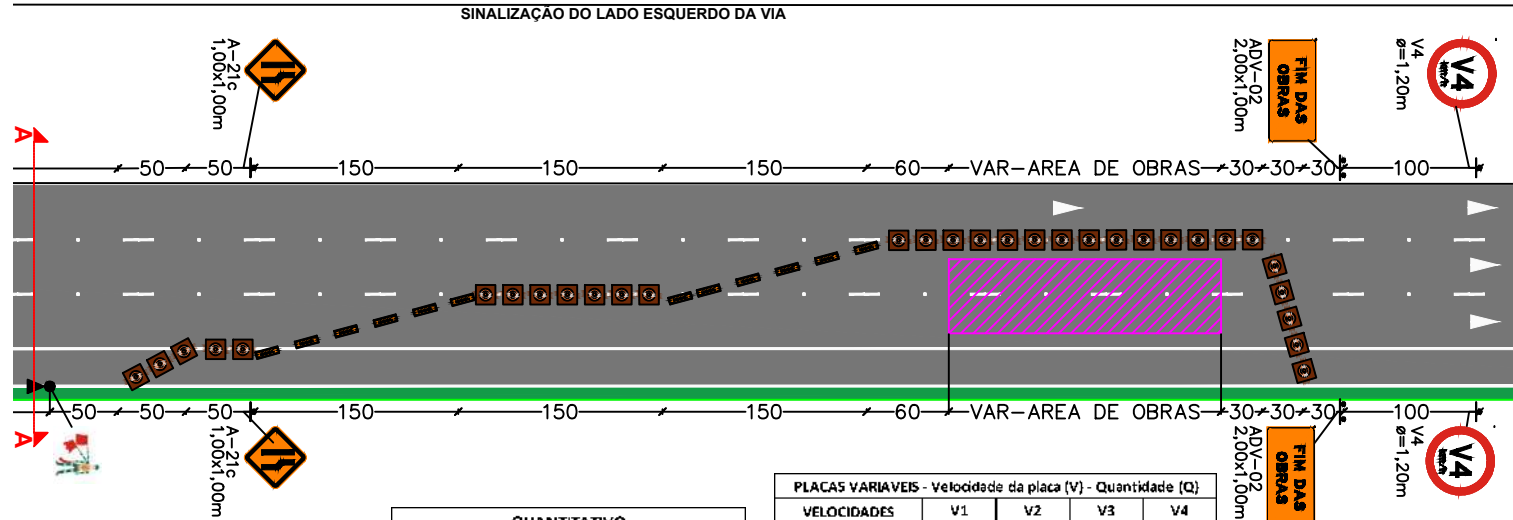 SINALIZAÇÃO DO LADO ESQUERDO DA VIA
A-21c
1,00x1,00m
ADV-02
2,00x1,00m
FIM DAS
OBRAS
V4
ø=1,20m
V4
km/h
A
50 50 150 150 150 60 VAR-AREA DE OBRAS 30 30 30 100
50 50 50 150 150 150 60 VAR-AREA DE OBRAS 30 30 30 100
A
A-21c
1,00x1,00m
ADV-02
2,00x1,00m
FIM DAS
OBRAS
V4
ø=1,20m
V4
km/h
PLACAS VARIAVEIS - Velocidade da placa (V) - Quantidade (Q)
VELOCIDADES V1 V2 V3 V4
QUANTITATIVO